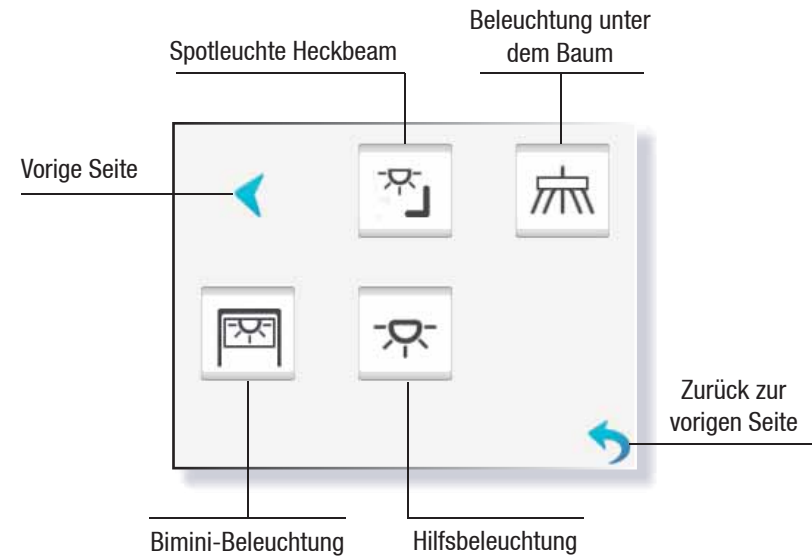 Beleuchtung unter
dem Baum
Spotleuchte Heckbeam
Vorige Seite
Zurück zur
vorigen Seite
Bimini-Beleuchtung
Hilfsbeleuchtung